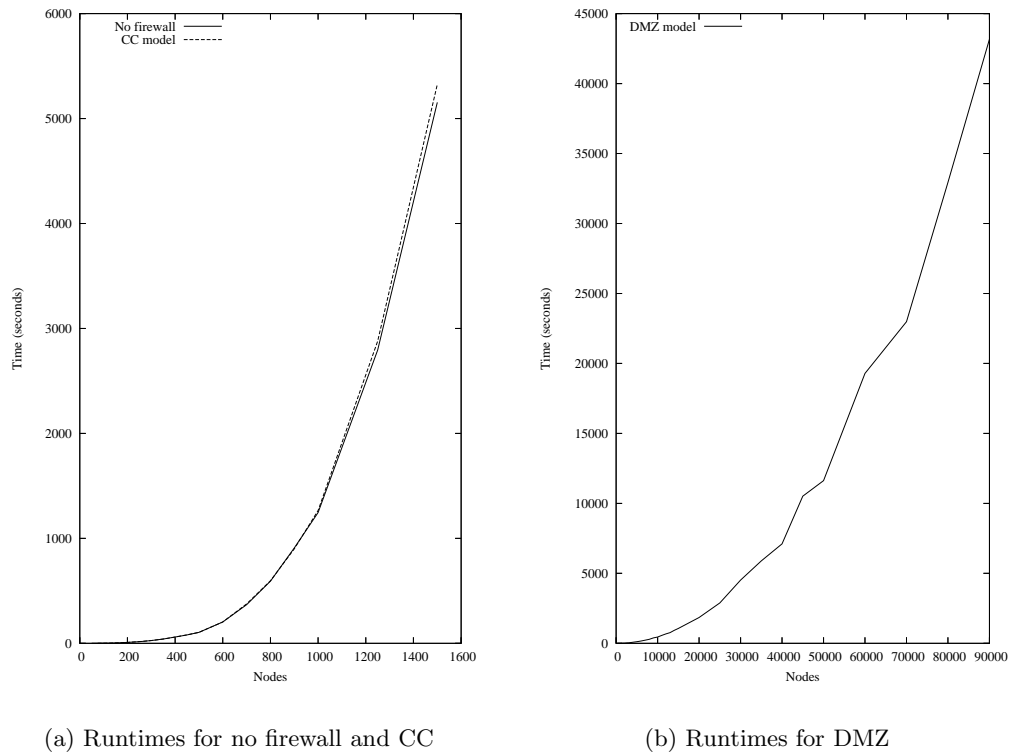 No firewall
CC model
6000
5000
4000
3000
2000
1000
0
Time (seconds)
0 200 400 600 800 1000 1200 1400 1600
Nodes
(a) Runtimes for no firewall and CC
DMZ model
45000
40000
35000
30000
25000
20000
15000
10000
5000
0
Time (seconds)
0 10000 20000 30000 40000 50000 60000 70000 80000 90000
Nodes
(b) Runtimes for DMZ